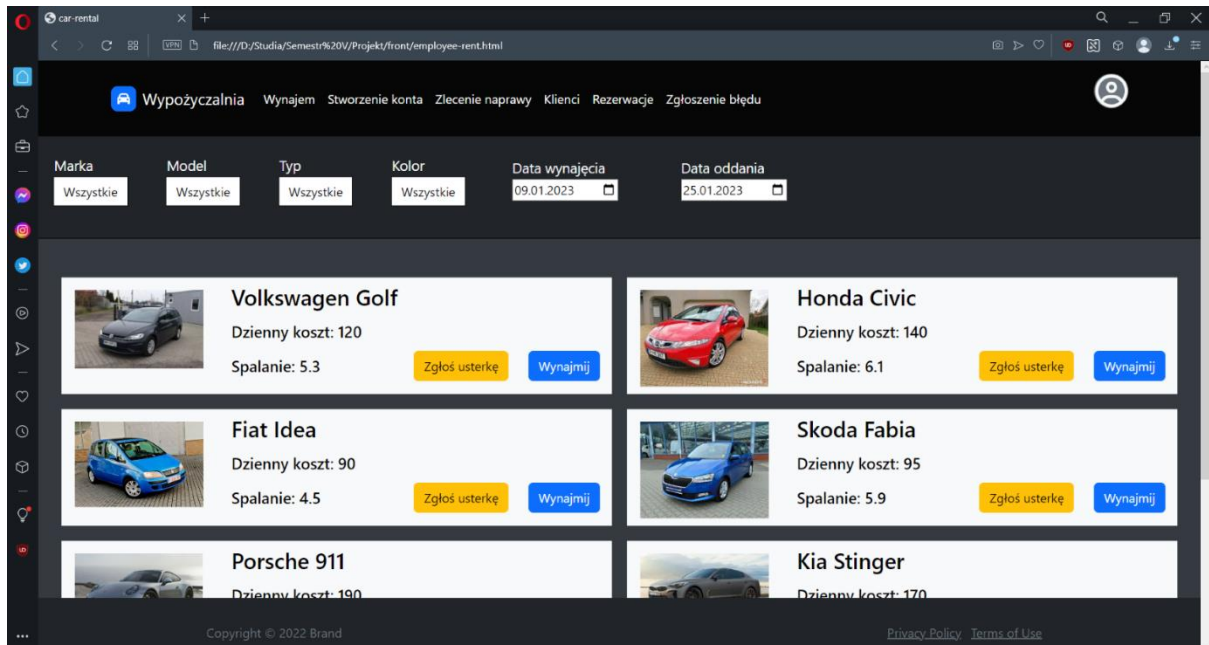 car-rental
VPN file:///D:/Studia/Semestr%20V/Projekt/front/employee-rent.html
Wypożyczalnia Wynajem Stworzenie konta Zlecenie naprawy Klienci Rezerwacje Zgłoszenie błędu
Marka Model Typ Kolor Data wynajęcia Data oddania
Wszystkie Wszystkie Wszystkie Wszystkie 09.01.2023 25.01.2023
Volkswagen Golf
Dzienny koszt: 120
Spalanie: 5.3 Zgłoś usterkę Wynajmij
Honda Civic
Dzienny koszt: 140
Spalanie: 6.1 Zgłoś usterkę Wynajmij
Fiat Idea
Dzienny koszt: 90
Spalanie: 4.5 Zgłoś usterkę Wynajmij
Skoda Fabia
Dzienny koszt: 95
Spalanie: 5.9 Zgłoś usterkę Wynajmij
Porsche 911
Dzienny koszt: 190
Kia Stinger
Dzienny koszt: 170
Copyright © 2022 Brand Privacy Policy Terms of Use